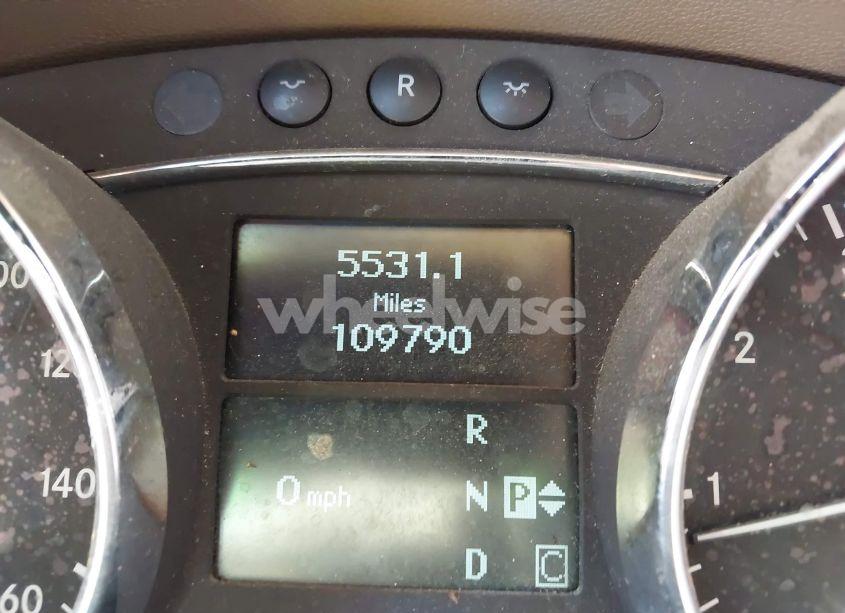 R
5531.1
Miles
wheelwise
109790
120
2
R
140
0 mph
N P
1
D C